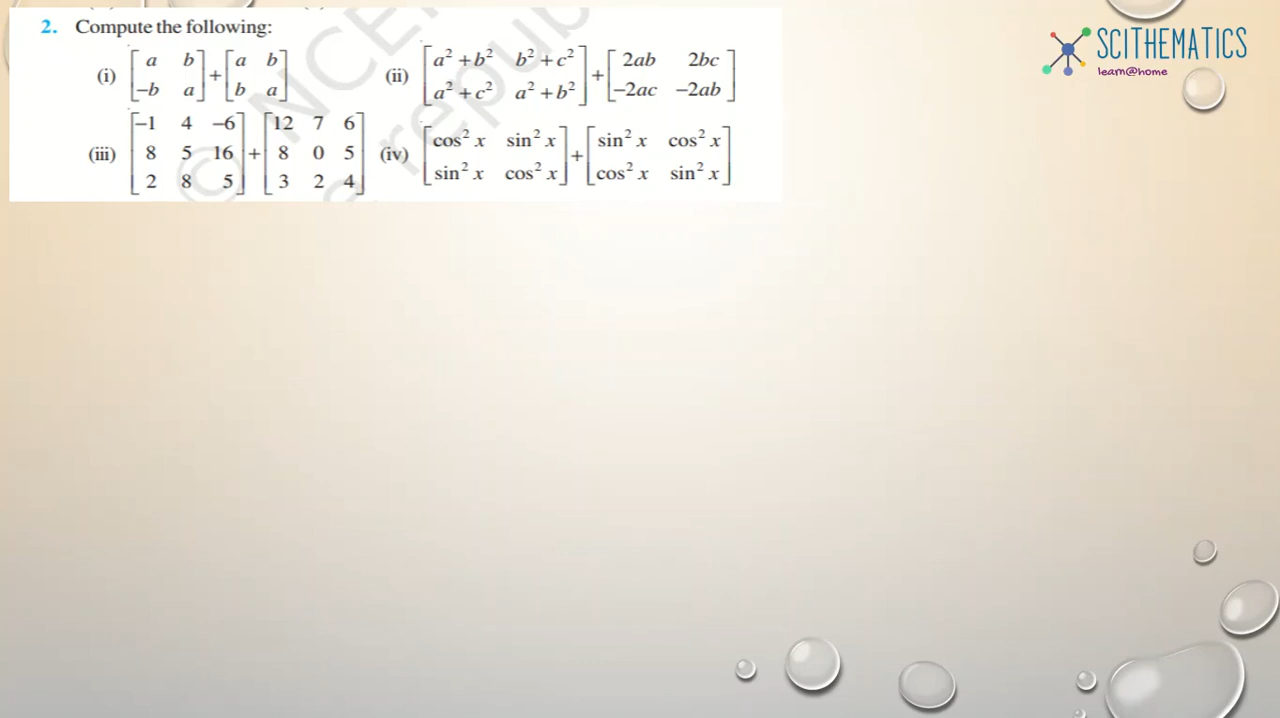 2. Compute the following:
(i) [a b; −b a] + [a b; b a] (ii) [a² + b² b² + c²; a² + c² a² + b²] + [2ab 2bc; −2ac −2ab]
(iii) [−1 4 −6; 8 5 16; 2 8 5] + [12 7 6; 8 0 5; 3 2 4] (iv) [cos² x sin² x; sin² x cos² x] + [sin² x cos² x; cos² x sin² x]
SCITHEMATICS
learn@home